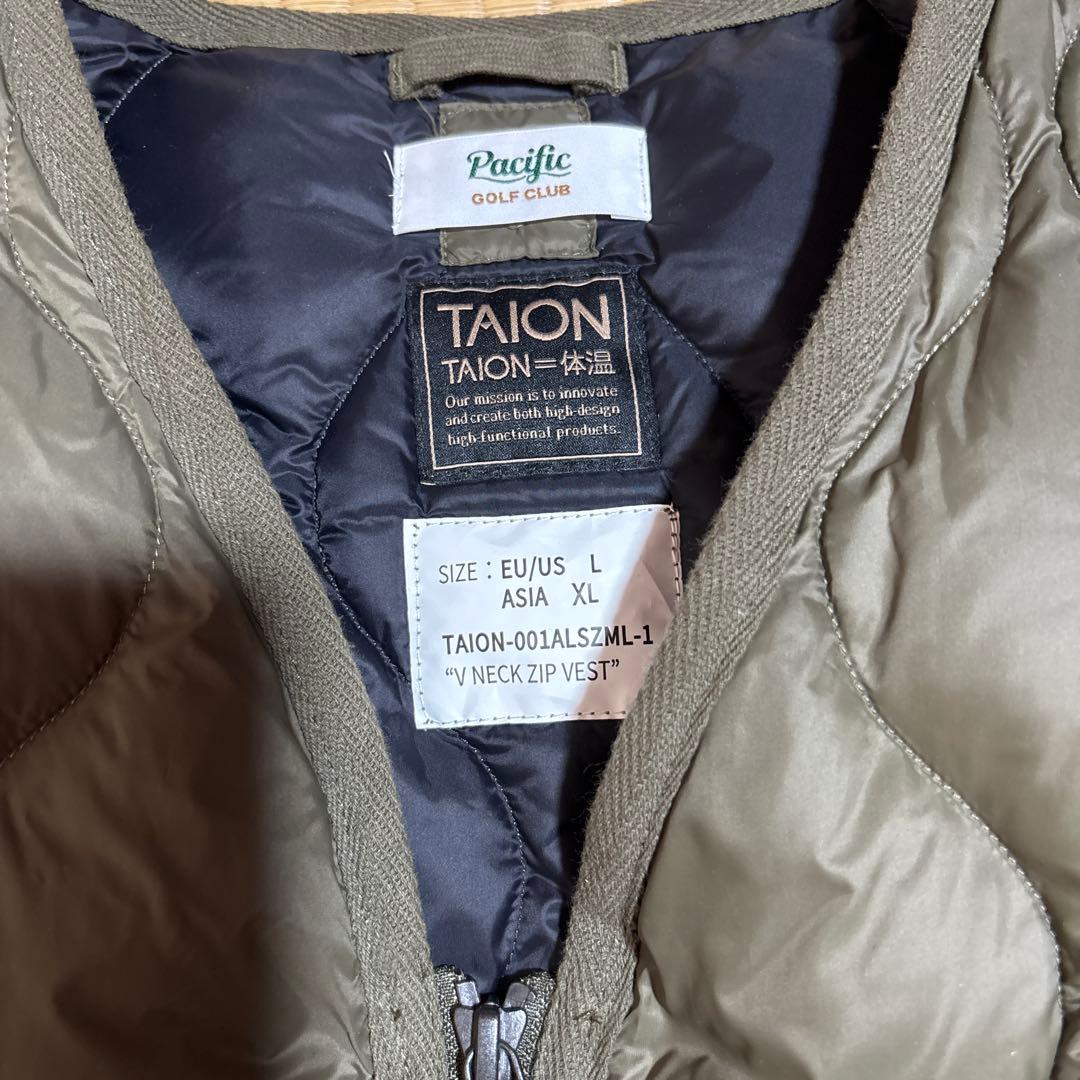 Pacific
GOLF CLUB
TAION
TAION=体温
Our mission is to innovate
and create both high-design
high-functional products.
SIZE : EU/US L
ASIA XL
TAION-001ALSZML-1
“V NECK ZIP VEST”